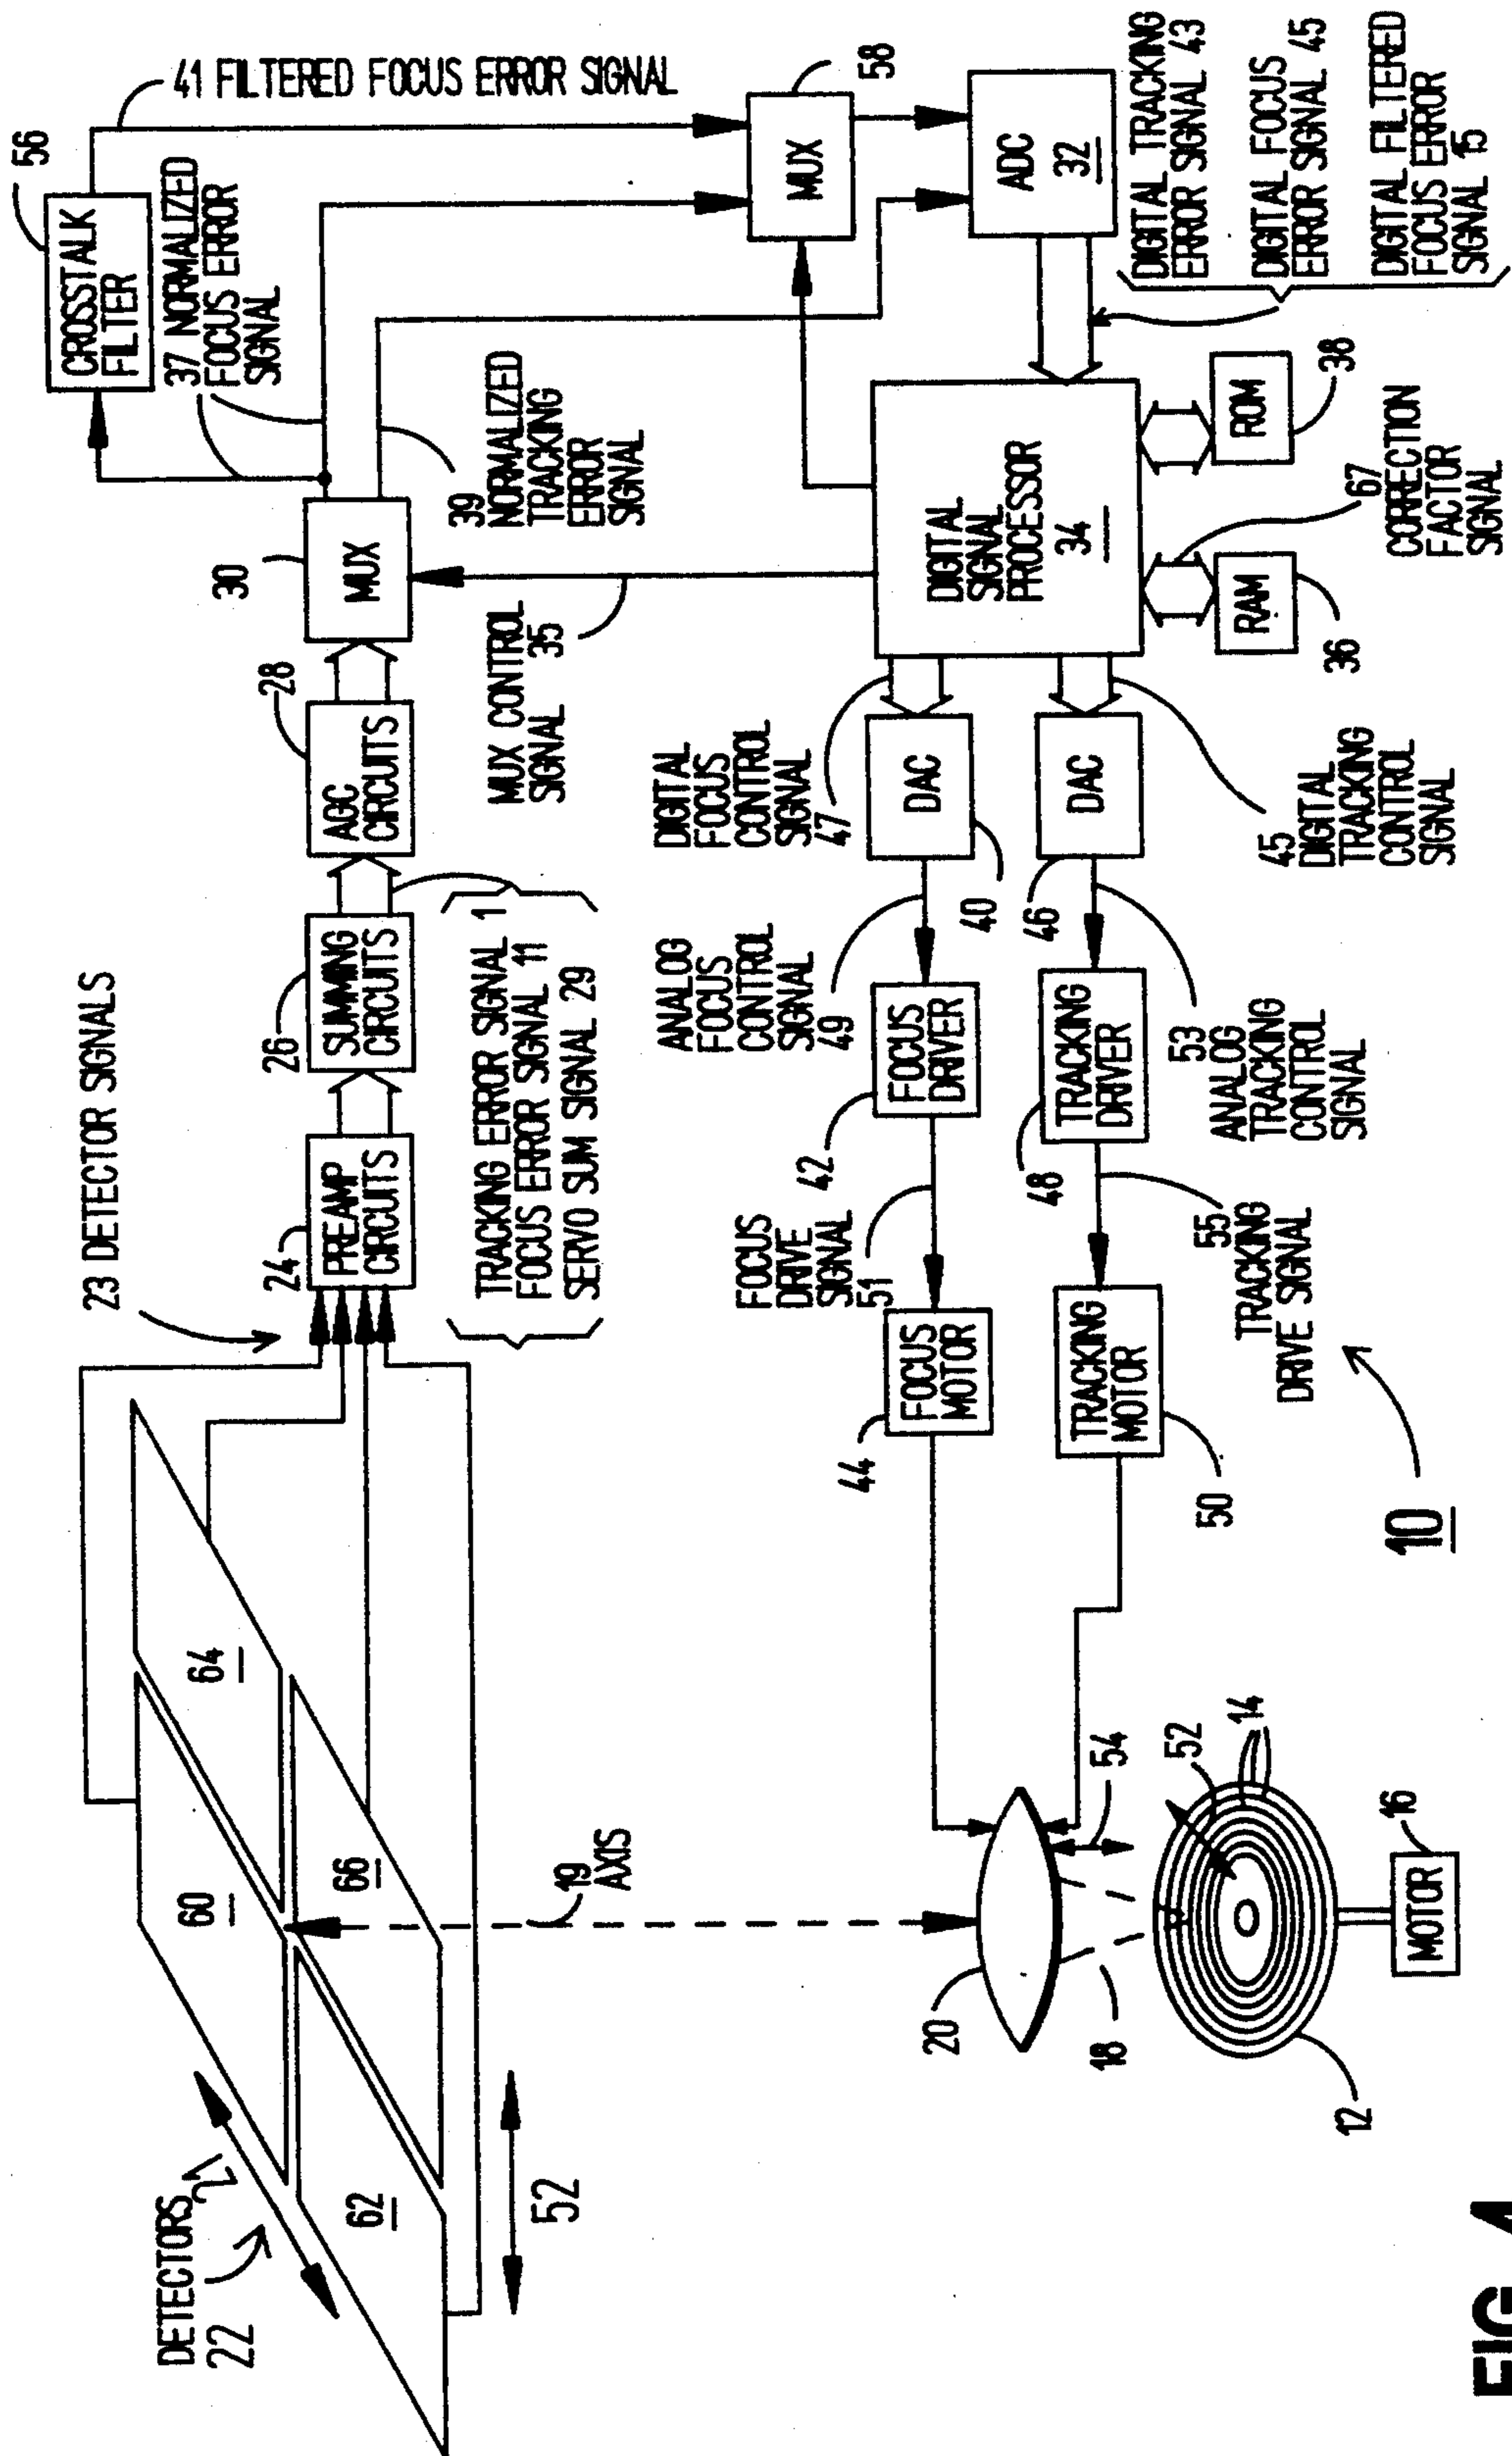 DETECTORS
22
21
23 DETECTOR SIGNALS
60
64
62
66
52
24
PREAMP
CIRCUITS
26
SUMMING
CIRCUITS
28
AGC
CIRCUITS
30
MUX
56
CROSSTALK
FILTER
41 FILTERED FOCUS ERROR SIGNAL
37 NORMALIZED
FOCUS ERROR
SIGNAL
39
NORMALIZED
TRACKING
ERROR
SIGNAL
TRACKING ERROR SIGNAL 1
FOCUS ERROR SIGNAL 11
SERVO SUM SIGNAL 29
MUX CONTROL
SIGNAL 35
58
MUX
ADC
32
DIGITAL TRACKING
ERROR SIGNAL 43
DIGITAL FOCUS
ERROR SIGNAL 45
DIGITAL FILTERED
FOCUS ERROR
SIGNAL 15
DIGITAL
SIGNAL
PROCESSOR
34
ROM
38
RAM
36
67
CORRECTION
FACTOR
SIGNAL
DIGITAL
FOCUS
CONTROL
SIGNAL
47
DAC
40
DAC
46
45
DIGITAL
TRACKING
CONTROL
SIGNAL
ANALOG
FOCUS
CONTROL
SIGNAL
49
FOCUS
DRIVER
42
TRACKING
DRIVER
48
53
ANALOG
TRACKING
CONTROL
SIGNAL
FOCUS
DRIVE
SIGNAL
51
55
TRACKING
DRIVE SIGNAL
FOCUS
MOTOR
44
TRACKING
MOTOR
50
19
AXIS
20
18
54
52
14
12
MOTOR
16
10